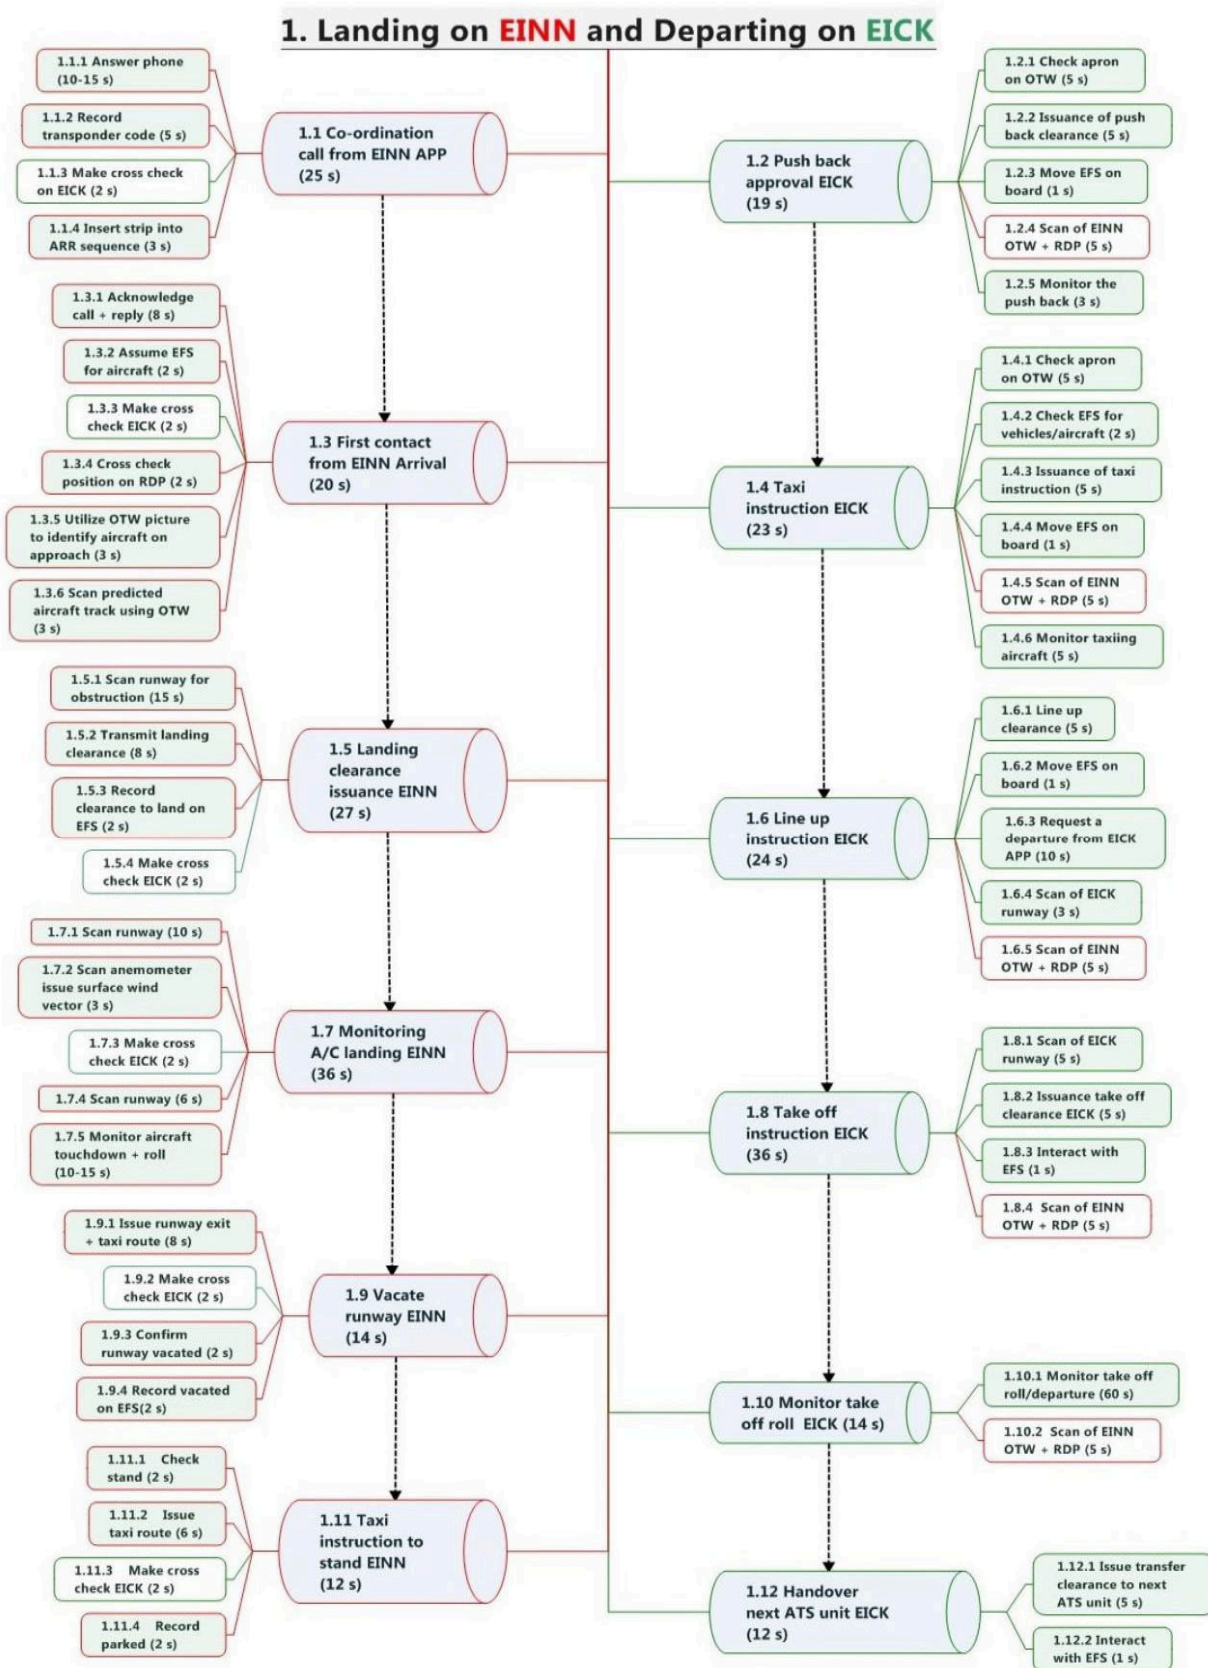 1. Landing on EINN and Departing on EICK
1.1.1 Answer phone
(10-15 s)
1.1.2 Record
transponder code (5 s)
1.1.3 Make cross check
on EICK (2 s)
1.1.4 Insert strip into
ARR sequence (3 s)
1.1 Co-ordination
call from EINN APP
(25 s)
1.2 Push back
approval EICK
(19 s)
1.2.1 Check apron
on OTW (5 s)
1.2.2 Issuance of push
back clearance (5 s)
1.2.3 Move EFS on
board (1 s)
1.2.4 Scan of EINN
OTW + RDP (5 s)
1.2.5 Monitor the
push back (3 s)
1.3.1 Acknowledge
call + reply (8 s)
1.3.2 Assume EFS
for aircraft (2 s)
1.3.3 Make cross
check EICK (2 s)
1.3.4 Cross check
position on RDP (2 s)
1.3.5 Utilize OTW picture
to identify aircraft on
approach (3 s)
1.3.6 Scan predicted
aircraft track using OTW
(3 s)
1.3 First contact
from EINN Arrival
(20 s)
1.4 Taxi
instruction EICK
(23 s)
1.4.1 Check apron
on OTW (5 s)
1.4.2 Check EFS for
vehicles/aircraft (2 s)
1.4.3 Issuance of taxi
instruction (5 s)
1.4.4 Move EFS on
board (1 s)
1.4.5 Scan of EINN
OTW + RDP (5 s)
1.4.6 Monitor taxiing
aircraft (5 s)
1.5.1 Scan runway for
obstruction (15 s)
1.5.2 Transmit landing
clearance (8 s)
1.5.3 Record
clearance to land on
EFS (2 s)
1.5.4 Make cross
check EICK (2 s)
1.5 Landing
clearance
issuance EINN
(27 s)
1.6 Line up
instruction EICK
(24 s)
1.6.1 Line up
clearance (5 s)
1.6.2 Move EFS on
board (1 s)
1.6.3 Request a
departure from EICK
APP (10 s)
1.6.4 Scan of EICK
runway (3 s)
1.6.5 Scan of EINN
OTW + RDP (5 s)
1.7.1 Scan runway (10 s)
1.7.2 Scan anemometer
issue surface wind
vector (3 s)
1.7.3 Make cross
check EICK (2 s)
1.7.4 Scan runway (6 s)
1.7.5 Monitor aircraft
touchdown + roll
(10-15 s)
1.7 Monitoring
A/C landing EINN
(36 s)
1.8 Take off
instruction EICK
(36 s)
1.8.1 Scan of EICK
runway (5 s)
1.8.2 Issuance take off
clearance EICK (5 s)
1.8.3 Interact with
EFS (1 s)
1.8.4 Scan of EINN
OTW + RDP (5 s)
1.9.1 Issue runway exit
+ taxi route (8 s)
1.9.2 Make cross
check EICK (2 s)
1.9.3 Confirm
runway vacated (2 s)
1.9.4 Record vacated
on EFS(2 s)
1.9 Vacate
runway EINN
(14 s)
1.10 Monitor take
off roll EICK (14 s)
1.10.1 Monitor take off
roll/departure (60 s)
1.10.2 Scan of EINN
OTW + RDP (5 s)
1.11.1 Check
stand (2 s)
1.11.2 Issue
taxi route (6 s)
1.11.3 Make cross
check EICK (2 s)
1.11.4 Record
parked (2 s)
1.11 Taxi
instruction to
stand EINN
(12 s)
1.12 Handover
next ATS unit EICK
(12 s)
1.12.1 Issue transfer
clearance to next
ATS unit (5 s)
1.12.2 Interact
with EFS (1 s)